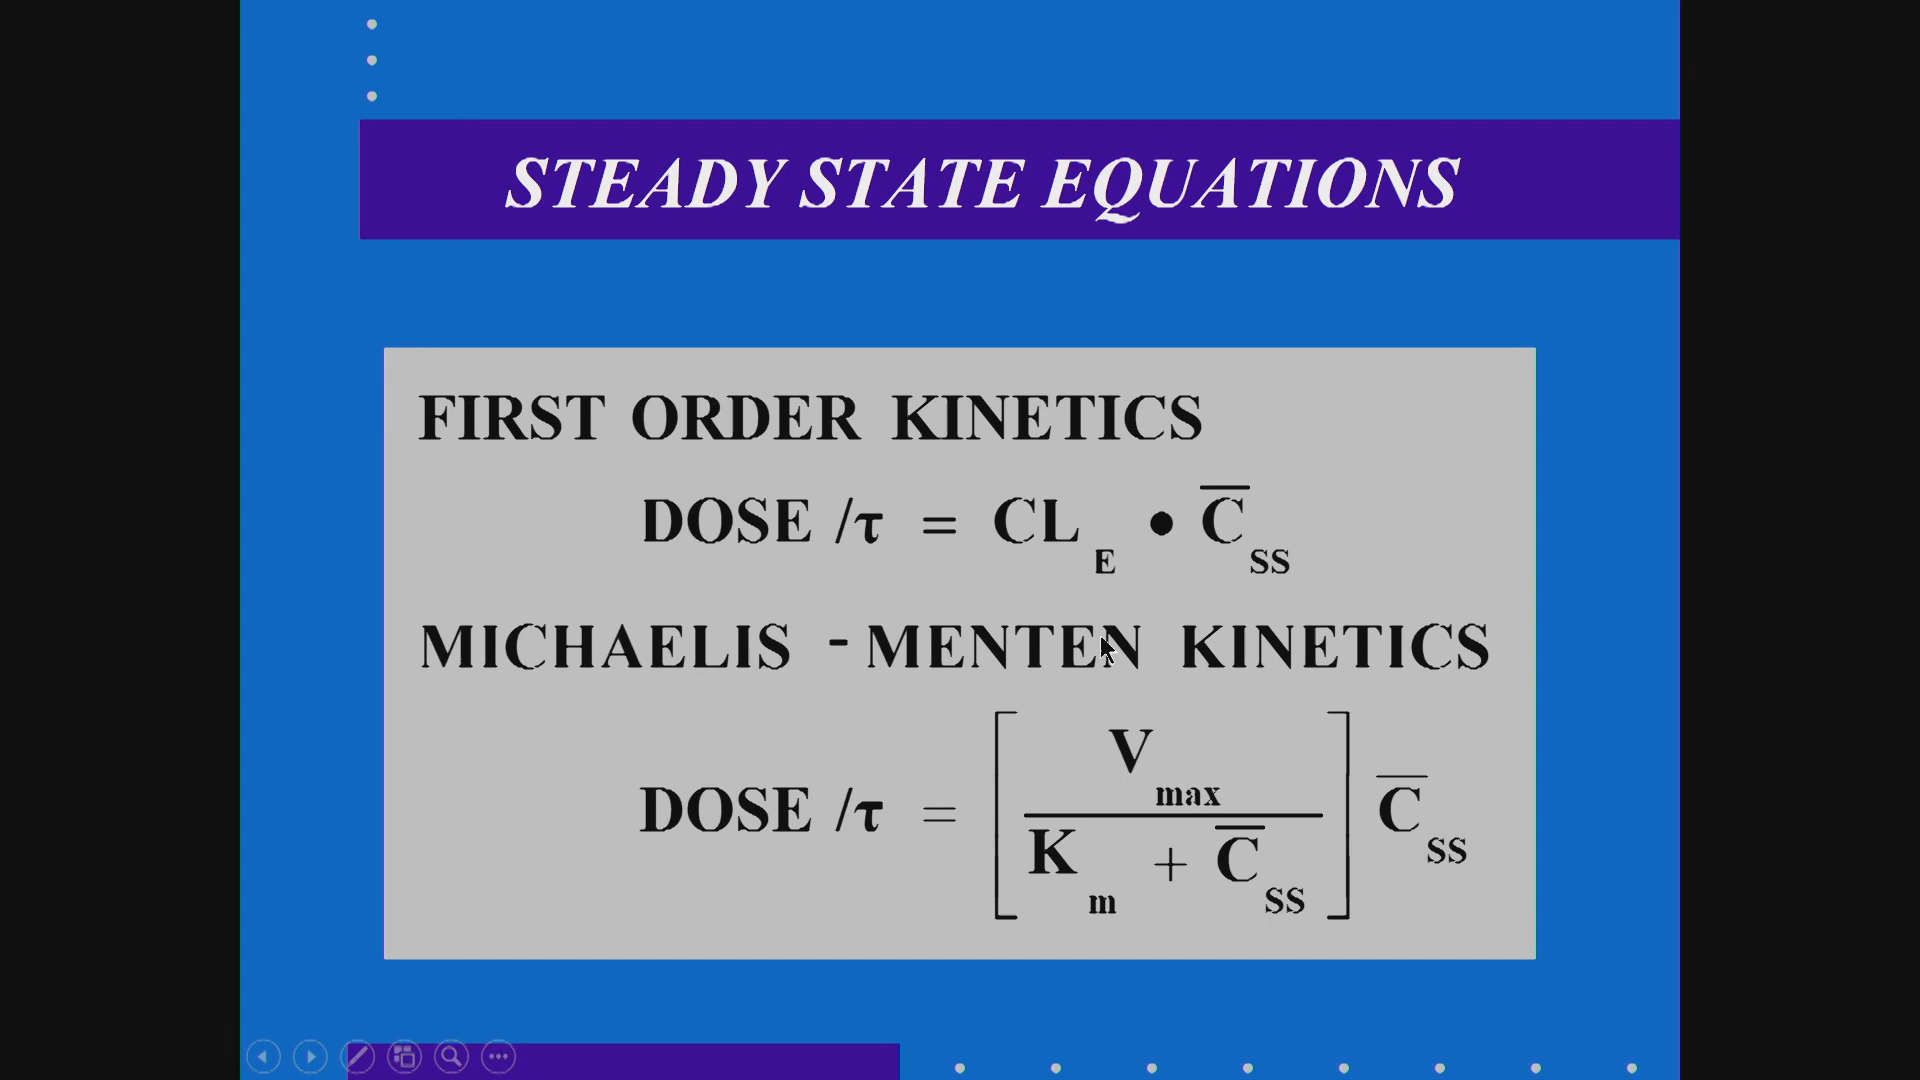 STEADY STATE EQUATIONS
FIRST ORDER KINETICS
DOSE /τ = CL E • C̅ SS
MICHAELIS - MENTEN KINETICS
DOSE /τ = [ V max / K m + C̅ SS ] C̅ SS